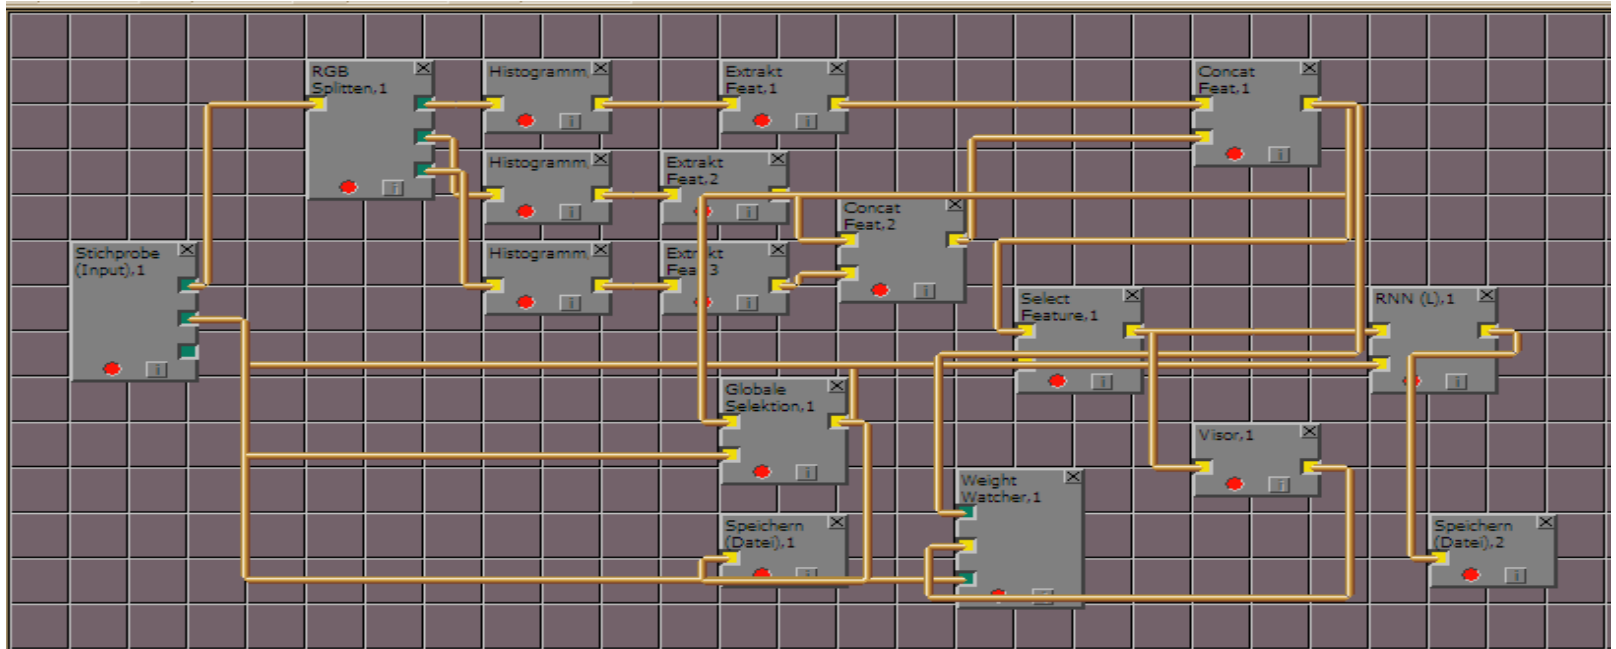 RGB
Splitten,1
Histogramm,
Extrakt
Feat,1
Concat
Feat,1
Histogramm,
Extrakt
Feat,2
Concat
Feat,2
Stichprobe
(Input),1
Histogramm,
Extrakt
Feat,3
Select
Feature,1
RNN (L),1
Globale
Selektion,1
Visor,1
Weight
Watcher,1
Speichern
(Datei),1
Speichern
(Datei),2